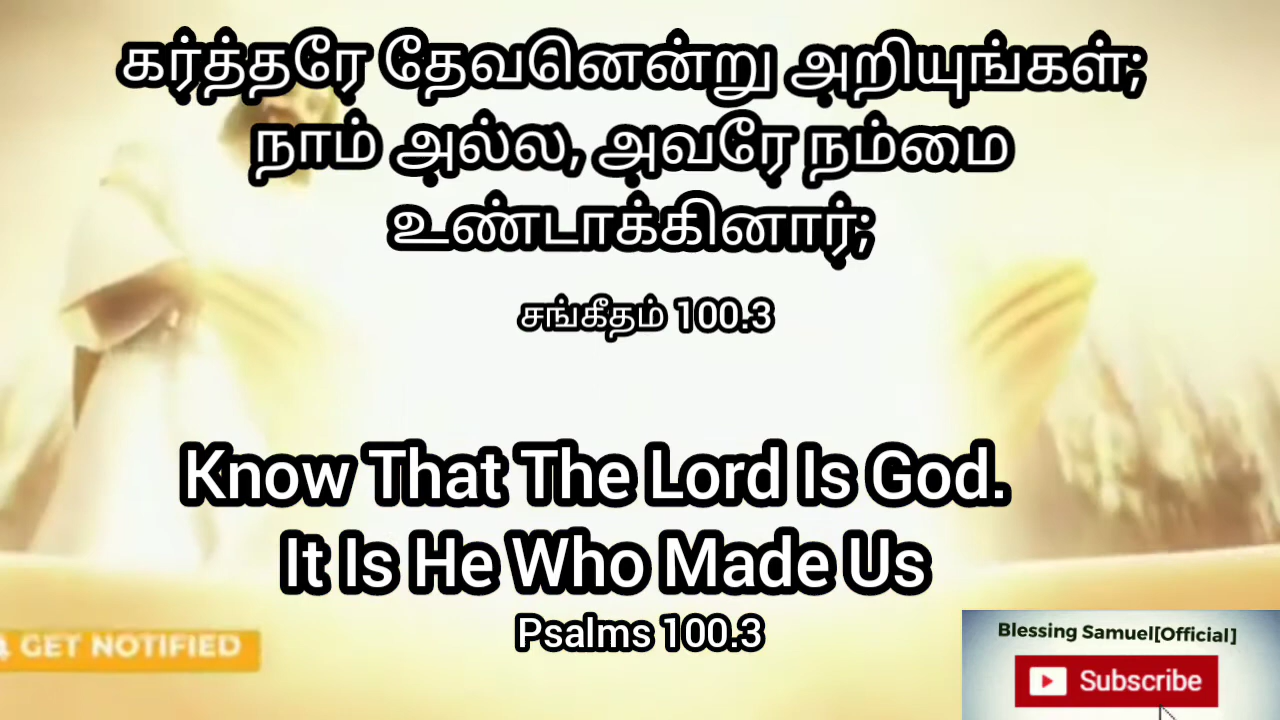 கர்த்தரே தேவனென்று அறியுங்கள்;
நாம் அல்ல, அவரே நம்மை
உண்டாக்கினார்;
சங்கீதம் 100.3
Know That The Lord Is God.
It Is He Who Made Us
Psalms 100.3
GET NOTIFIED
Blessing Samuel[Official]
Subscribe